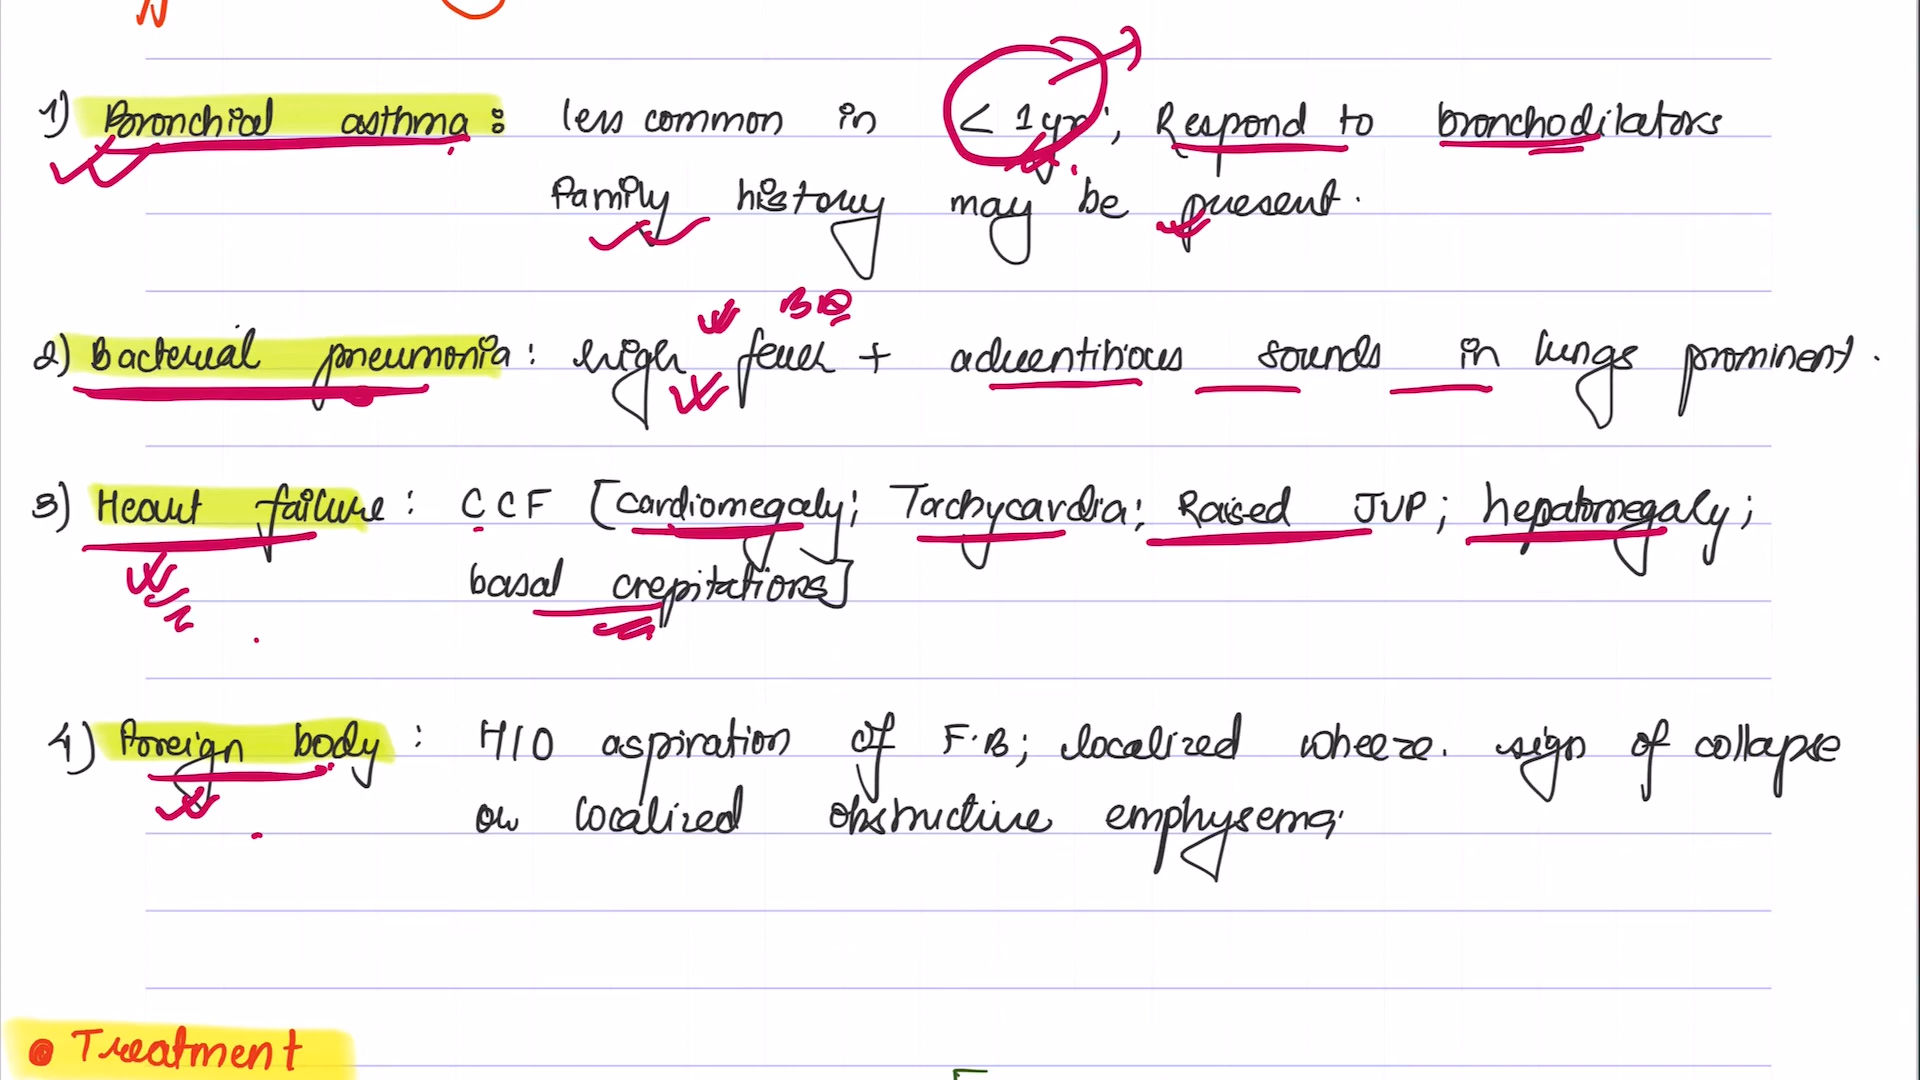 1) Bronchial asthma : less common in < 1yr ; Respond to bronchodilators
family history may be present.
2) Bacterial pneumonia : high fever + adventitious sounds in lungs prominent.
3) Heart failure : CCF [cardiomegaly; Tachycardia; Raised JVP; hepatomegaly;
basal crepitations]
4) Foreign body : H/O aspiration of F.B; localized wheeze. sign of collapse
or localized obstructive emphysema;
• Treatment